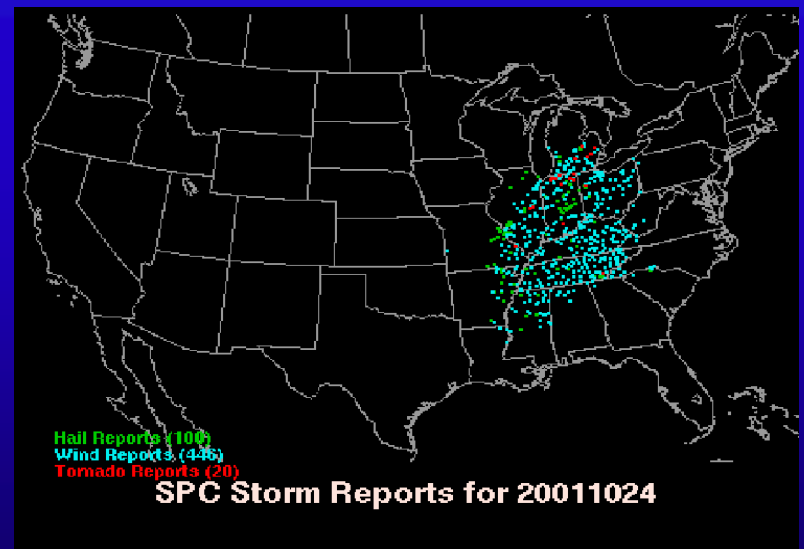 Hail Reports (100)
Wind Reports (446)
Tornado Reports (20)
SPC Storm Reports for 20011024